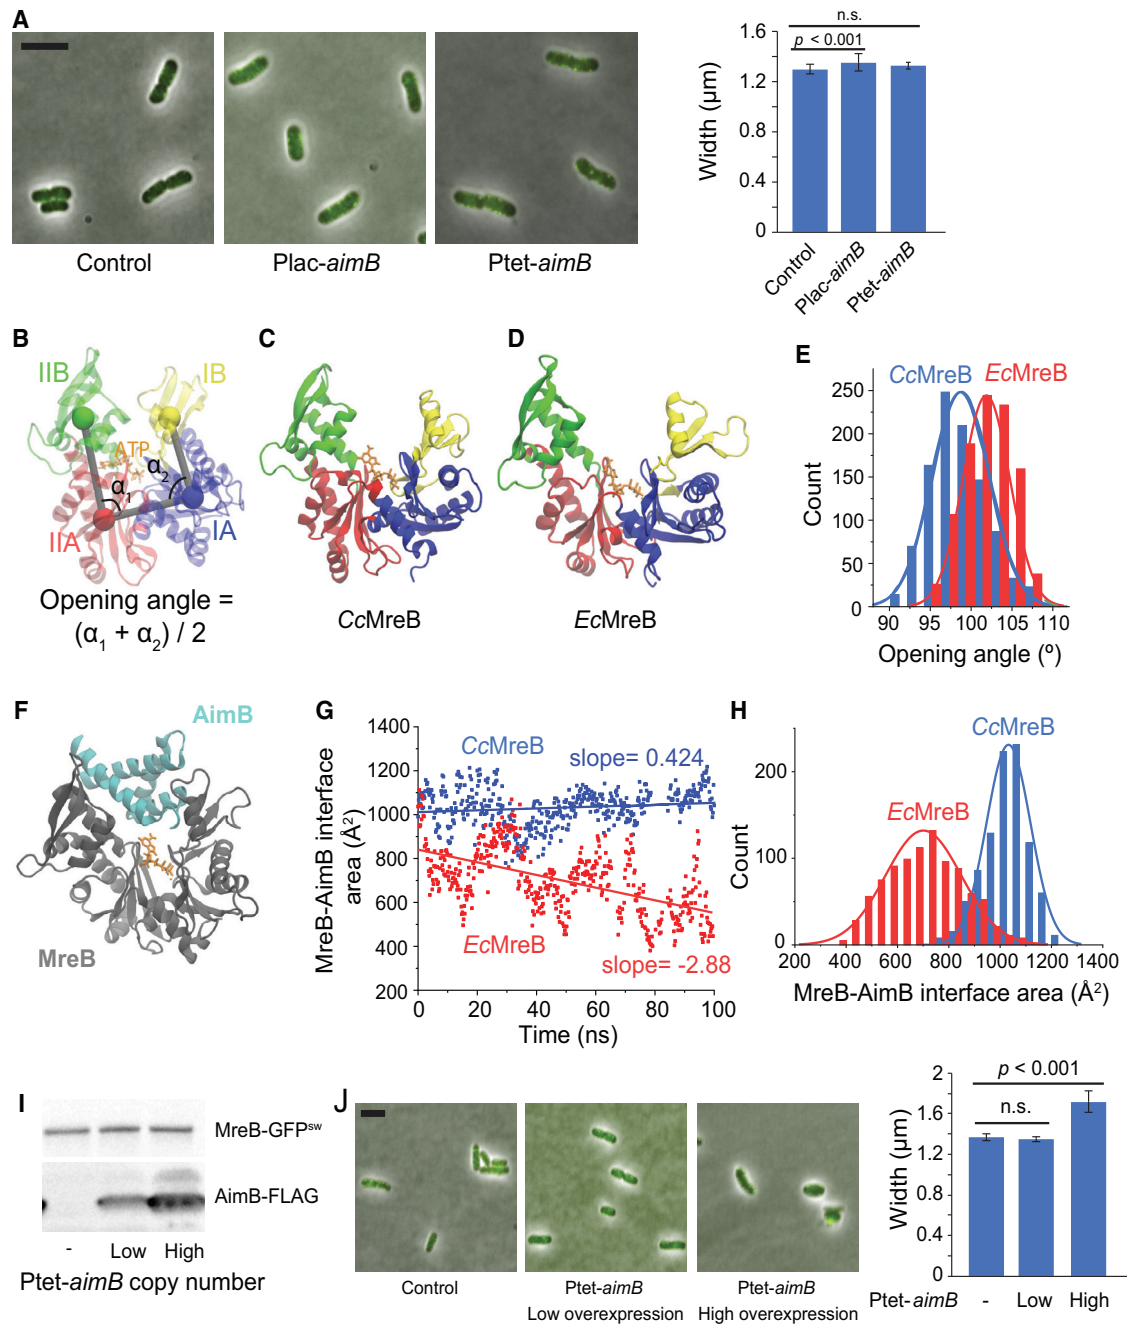 A
Control
Plac-aimB
Ptet-aimB
n.s.
p < 0.001
Width (μm)
1.6
1.2
0.8
0.4
0
Control
Plac-aimB
Ptet-aimB
B
IIB
IB
ATP
α1
α2
IIA
IA
Opening angle =
(α1 + α2) / 2
C
CcMreB
D
EcMreB
E
CcMreB
EcMreB
Count
250
200
150
100
50
0
90 95 100 105 110
Opening angle (º)
F
AimB
MreB
G
MreB-AimB interface
area (Å2)
1400
1200
1000
800
600
400
200
CcMreB
slope= 0.424
EcMreB
slope= -2.88
0 20 40 60 80 100
Time (ns)
H
CcMreB
EcMreB
Count
200
100
0
200 400 600 800 1000 1200 1400
MreB-AimB interface area (Å2)
I
MreB-GFPsw
AimB-FLAG
- Low High
Ptet-aimB copy number
J
Control
Ptet-aimB
Low overexpression
Ptet-aimB
High overexpression
p < 0.001
n.s.
Width (μm)
2
1.6
1.2
0.8
0.4
0
Ptet-aimB - Low High